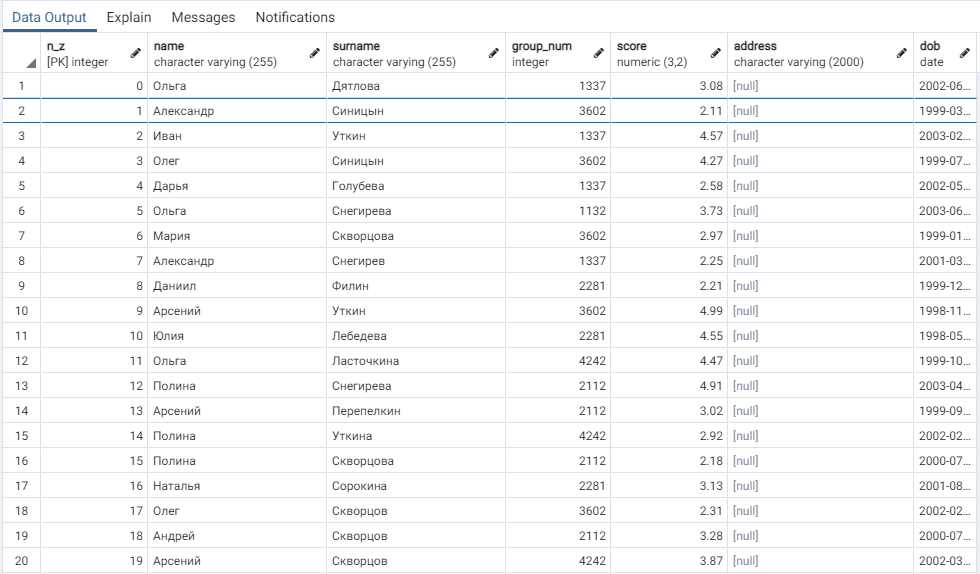 Data Output Explain Messages Notifications
n_z name surname group_num score address dob
[PK] integer character varying (255) character varying (255) integer numeric (3,2) character varying (2000) date
1 0 Ольга Дятлова 1337 3.08 [null] 2002-06...
2 1 Александр Синицын 3602 2.11 [null] 1999-03...
3 2 Иван Уткин 1337 4.57 [null] 2003-02...
4 3 Олег Синицын 3602 4.27 [null] 1999-07...
5 4 Дарья Голубева 1337 2.58 [null] 2002-05...
6 5 Ольга Снегирева 1132 3.73 [null] 2003-06...
7 6 Мария Скворцова 3602 2.97 [null] 1999-01...
8 7 Александр Снегирев 1337 2.25 [null] 2001-03...
9 8 Даниил Филин 2281 2.21 [null] 1999-12...
10 9 Арсений Уткин 3602 4.99 [null] 1998-11...
11 10 Юлия Лебедева 2281 4.55 [null] 1998-05...
12 11 Ольга Ласточкина 4242 4.47 [null] 1999-10...
13 12 Полина Снегирева 2112 4.91 [null] 2003-04...
14 13 Арсений Перепелкин 2112 3.02 [null] 1999-09...
15 14 Полина Уткина 4242 2.92 [null] 2002-02...
16 15 Полина Скворцова 2112 2.18 [null] 2000-07...
17 16 Наталья Сорокина 2281 3.13 [null] 2001-08...
18 17 Олег Скворцов 3602 2.31 [null] 2002-02...
19 18 Андрей Скворцов 2112 3.28 [null] 2000-07...
20 19 Арсений Скворцов 4242 3.87 [null] 2002-03...